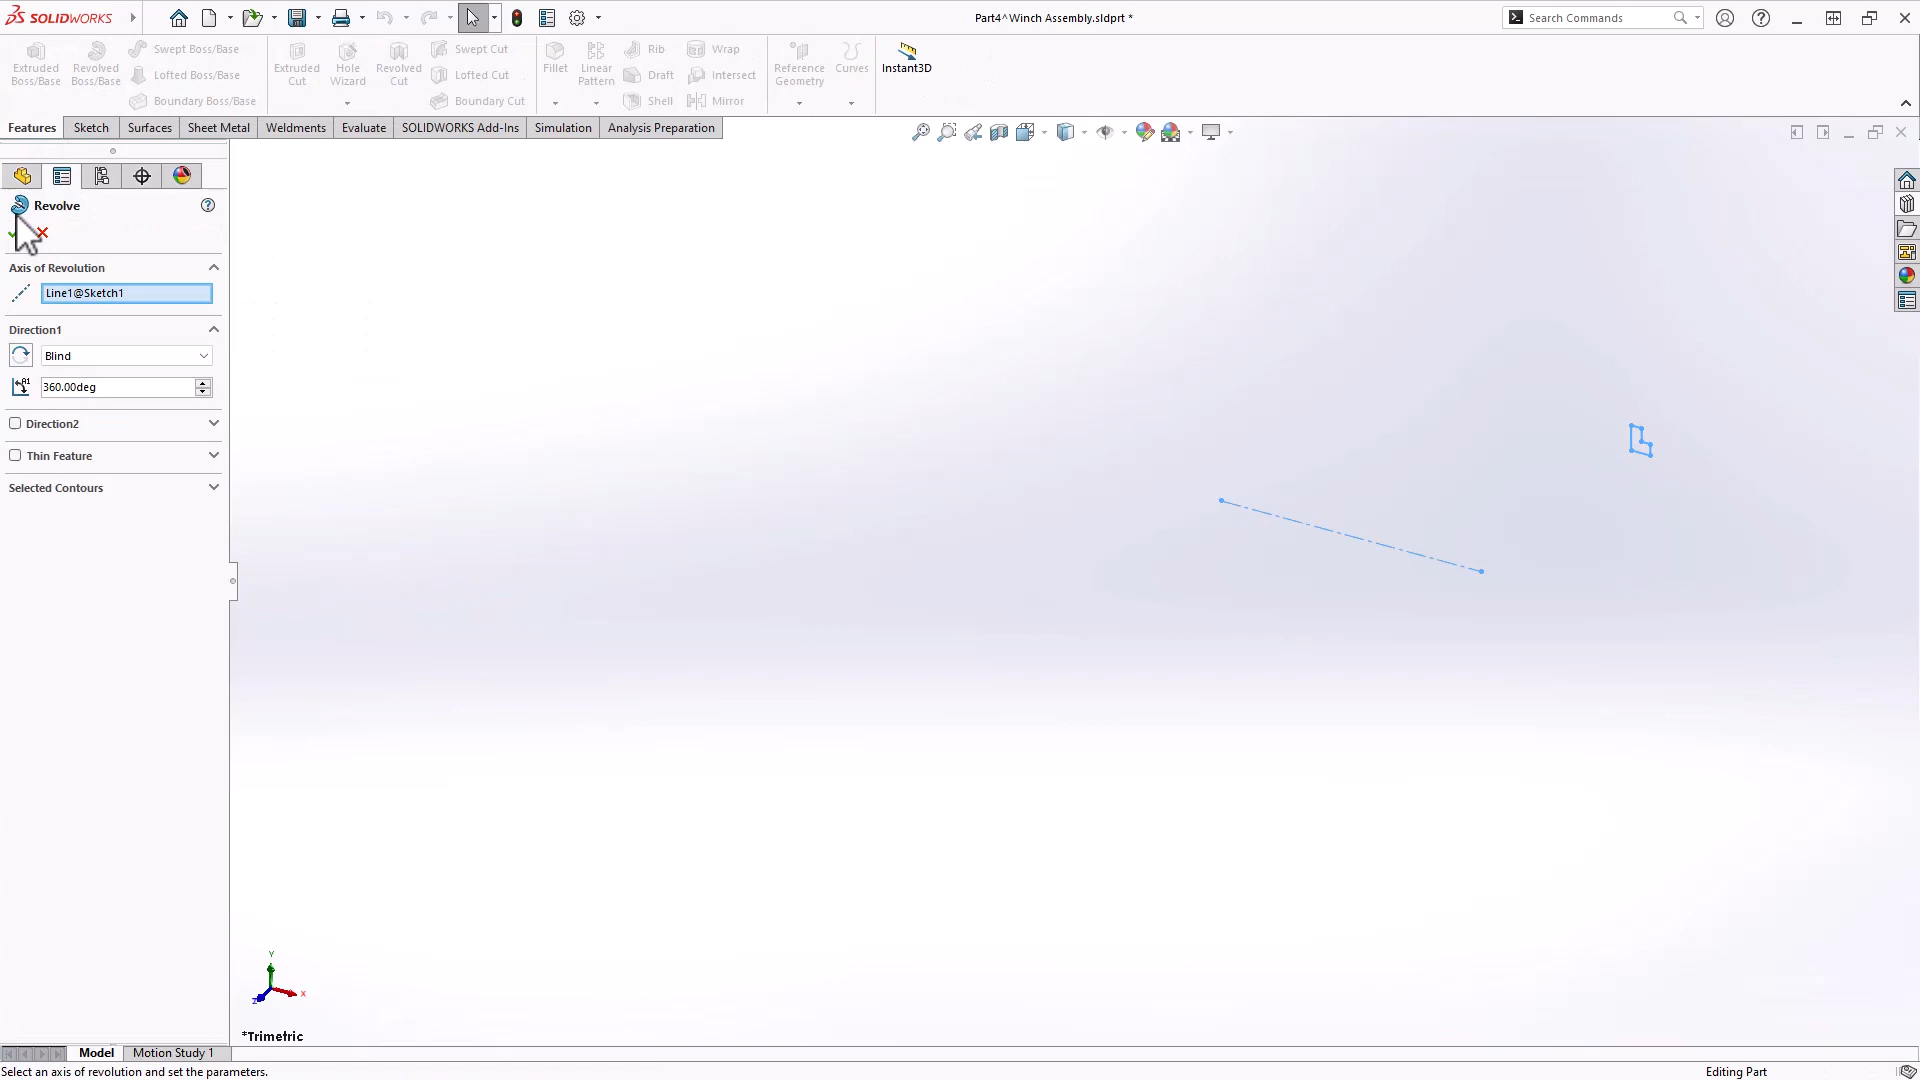 SOLIDWORKS
Part4^Winch Assembly.sldprt *
Search Commands
Extruded Boss/Base
Revolved Boss/Base
Swept Boss/Base
Lofted Boss/Base
Boundary Boss/Base
Extruded Cut
Hole Wizard
Revolved Cut
Swept Cut
Lofted Cut
Boundary Cut
Fillet
Linear Pattern
Rib
Draft
Shell
Wrap
Intersect
Mirror
Reference Geometry
Curves
Instant3D
Features
Sketch
Surfaces
Sheet Metal
Weldments
Evaluate
SOLIDWORKS Add-Ins
Simulation
Analysis Preparation
Revolve
Axis of Revolution
Line1@Sketch1
Direction1
Blind
360.00deg
Direction2
Thin Feature
Selected Contours
Y
X
Z
*Trimetric
Model
Motion Study 1
Select an axis of revolution and set the parameters.
Editing Part